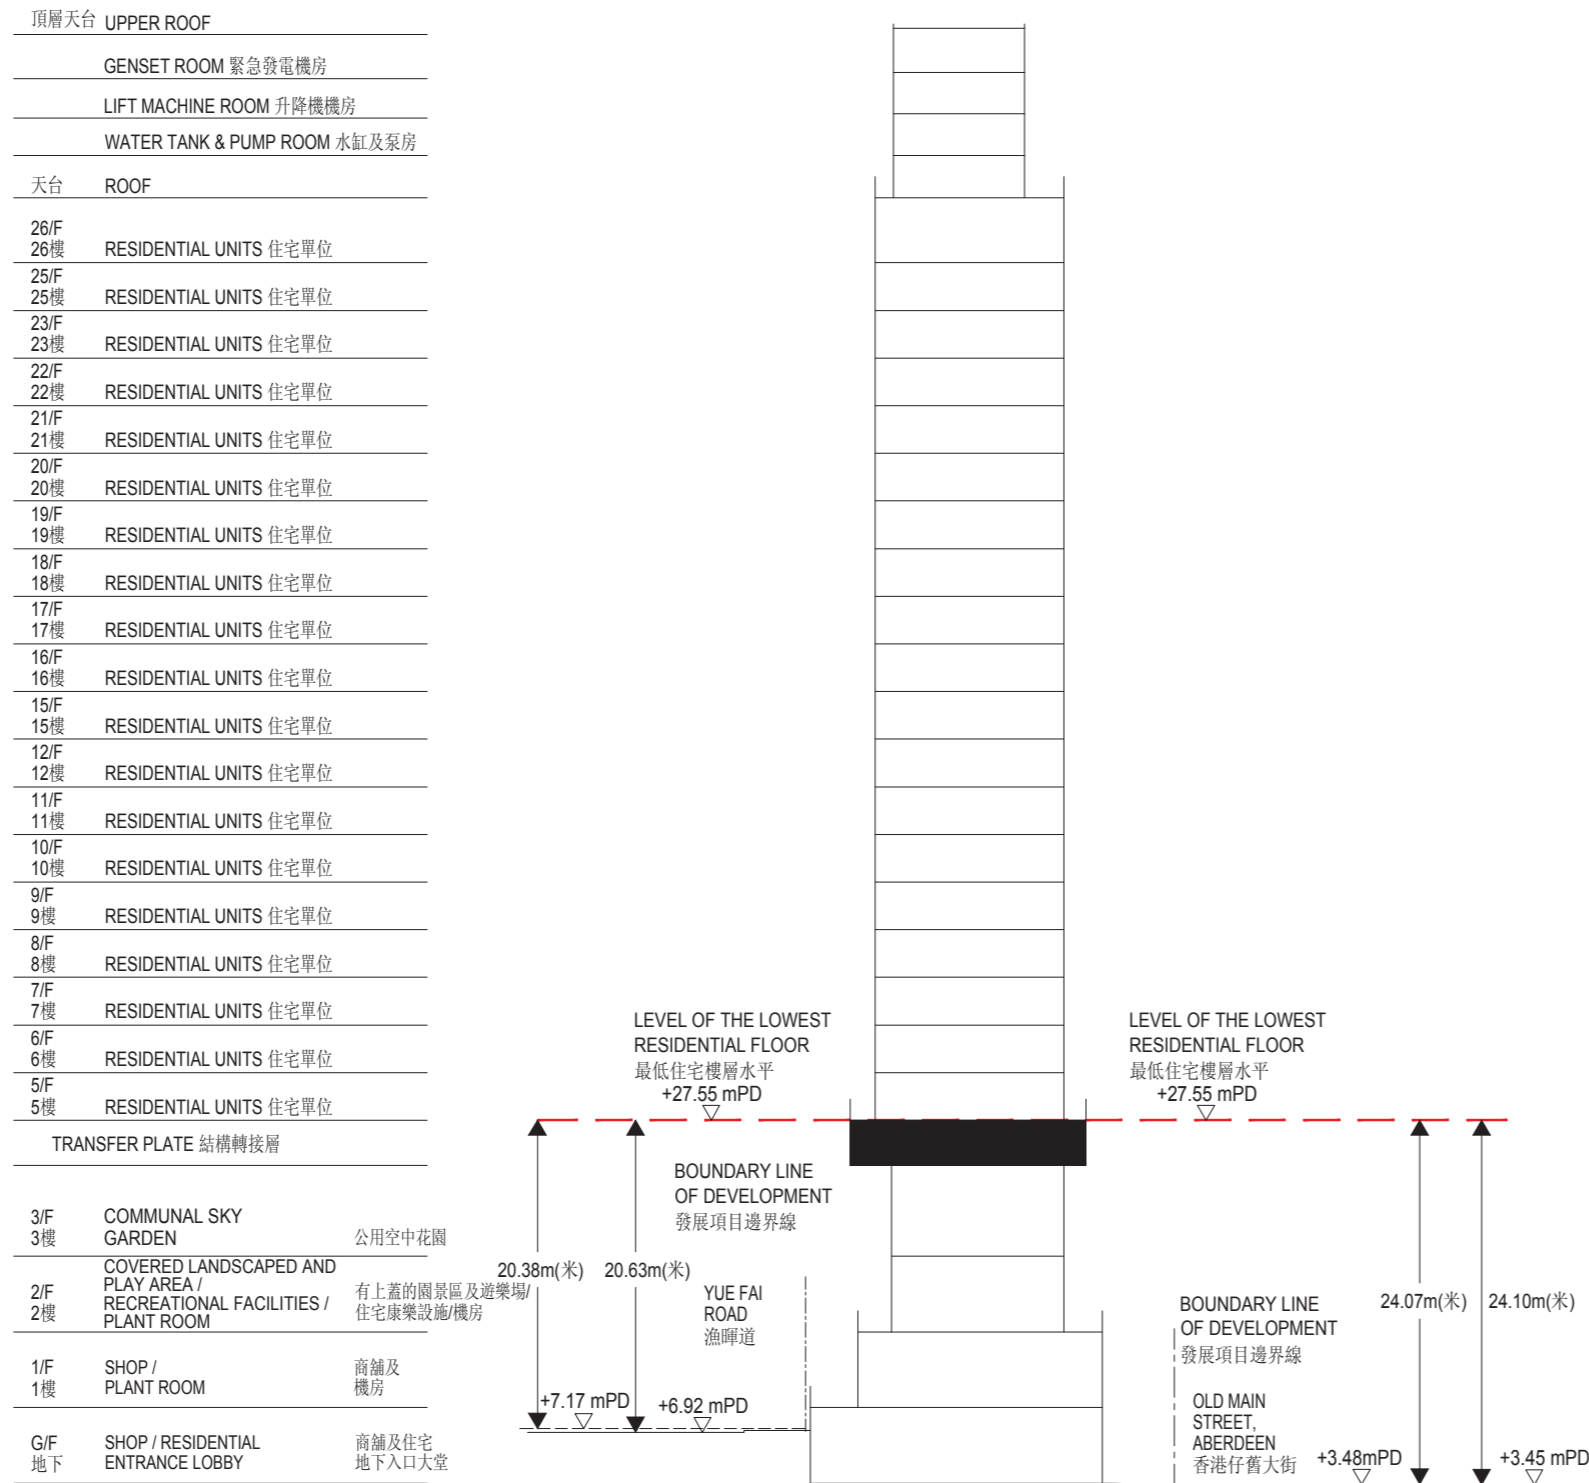 頂層天台 UPPER ROOF
GENSET ROOM 緊急發電機房
LIFT MACHINE ROOM 升降機機房
WATER TANK & PUMP ROOM 水缸及泵房
天台 ROOF
26/F
26樓 RESIDENTIAL UNITS 住宅單位
25/F
25樓 RESIDENTIAL UNITS 住宅單位
23/F
23樓 RESIDENTIAL UNITS 住宅單位
22/F
22樓 RESIDENTIAL UNITS 住宅單位
21/F
21樓 RESIDENTIAL UNITS 住宅單位
20/F
20樓 RESIDENTIAL UNITS 住宅單位
19/F
19樓 RESIDENTIAL UNITS 住宅單位
18/F
18樓 RESIDENTIAL UNITS 住宅單位
17/F
17樓 RESIDENTIAL UNITS 住宅單位
16/F
16樓 RESIDENTIAL UNITS 住宅單位
15/F
15樓 RESIDENTIAL UNITS 住宅單位
12/F
12樓 RESIDENTIAL UNITS 住宅單位
11/F
11樓 RESIDENTIAL UNITS 住宅單位
10/F
10樓 RESIDENTIAL UNITS 住宅單位
9/F
9樓 RESIDENTIAL UNITS 住宅單位
8/F
8樓 RESIDENTIAL UNITS 住宅單位
7/F
7樓 RESIDENTIAL UNITS 住宅單位
6/F
6樓 RESIDENTIAL UNITS 住宅單位
5/F
5樓 RESIDENTIAL UNITS 住宅單位
TRANSFER PLATE 結構轉接層
3/F COMMUNAL SKY
3樓 GARDEN 公用空中花園
COVERED LANDSCAPED AND
PLAY AREA /
2/F RECREATIONAL FACILITIES / 有上蓋的園景區及遊樂場/
2樓 PLANT ROOM 住宅康樂設施/機房
1/F SHOP / 商舖及
1樓 PLANT ROOM 機房
G/F SHOP / RESIDENTIAL 商舖及住宅
地下 ENTRANCE LOBBY 地下入口大堂
LEVEL OF THE LOWEST
RESIDENTIAL FLOOR
最低住宅樓層水平
+27.55 mPD
LEVEL OF THE LOWEST
RESIDENTIAL FLOOR
最低住宅樓層水平
+27.55 mPD
BOUNDARY LINE
OF DEVELOPMENT
發展項目邊界線
20.38m(米) 20.63m(米)
YUE FAI
ROAD
漁暉道
+7.17 mPD
+6.92 mPD
BOUNDARY LINE
OF DEVELOPMENT
發展項目邊界線
24.07m(米) 24.10m(米)
OLD MAIN
STREET,
ABERDEEN
香港仔舊大街
+3.48mPD
+3.45 mPD